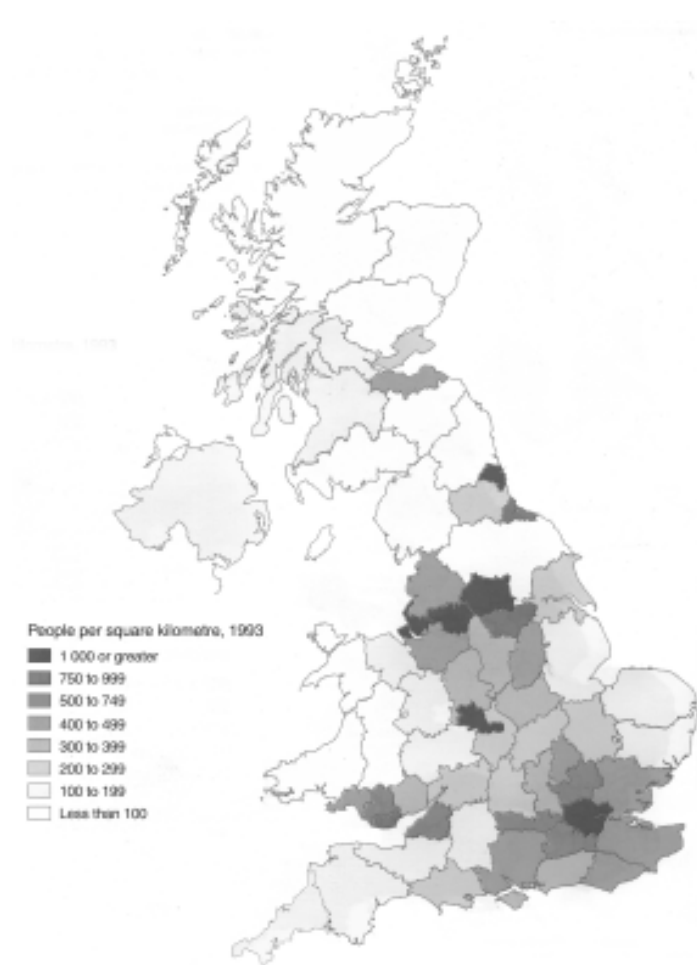 People per square kilometre, 1993
1 000 or greater
750 to 999
500 to 749
400 to 499
300 to 399
200 to 299
100 to 199
Less than 100